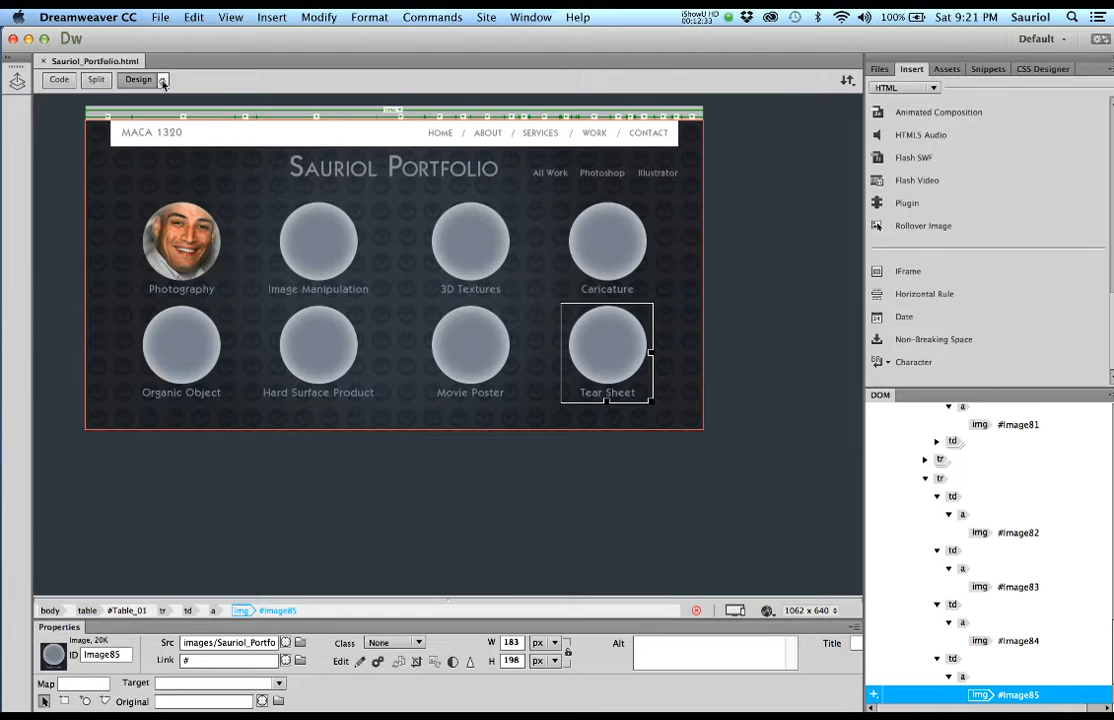 Dreamweaver CC File Edit View Insert Modify Format Commands Site Window Help iShowU HD 00:12:33 100% Sat 9:21 PM Sauriol
Dw Default
× Sauriol_Portfolio.html Files Insert Assets Snippets CSS Designer
Code Split Design
HTML
MACA 1320 HOME / ABOUT / SERVICES / WORK / CONTACT
Sauriol Portfolio
All Work Photoshop Illustrator
Photography Image Manipulation 3D Textures Caricature
Organic Object Hard Surface Product Movie Poster Tear Sheet
Animated Composition
HTML5 Audio
Flash SWF
Flash Video
Plugin
Rollover Image
IFrame
Horizontal Rule
Date
Non-Breaking Space
Character
DOM
a
img #Image81
td
tr
tr
td
a
img #Image82
td
a
img #Image83
td
a
img #Image84
td
a
img #Image85
body table #Table_01 tr td a img #Image85 1062 x 640
Properties
Image, 20K Src images/Sauriol_Portfo Class None W 183 px Alt Title
ID Image85 Link # Edit H 198 px
Map Target
Original